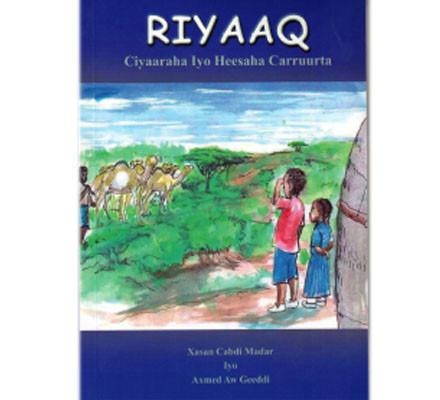 RIYAAQ
Ciyaaraha Iyo Heesaha Carruurta
Xasan Cabdi Madar
Iyo
Axmed Aw Geeddi